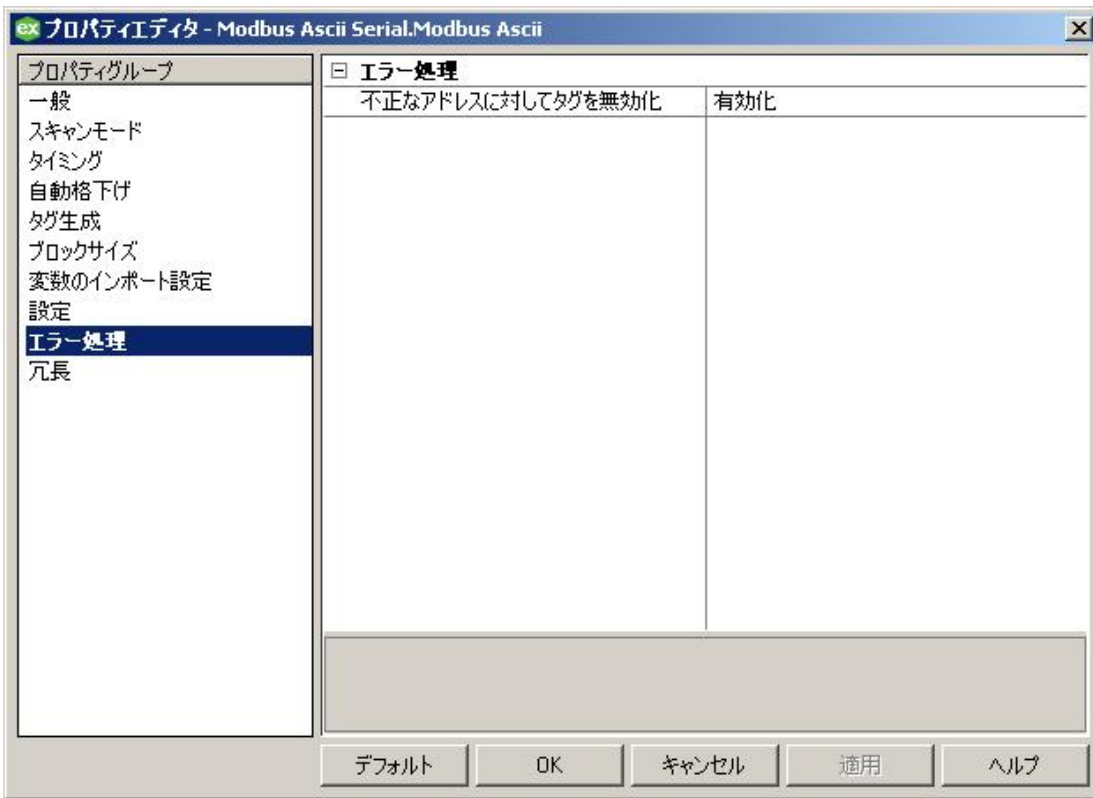 ex プロパティエディタ - Modbus Ascii Serial.Modbus Ascii
プロパティグループ
一般
スキャンモード
タイミング
自動格下げ
タグ生成
ブロックサイズ
変数のインポート設定
設定
エラー処理
冗長
エラー処理
不正なアドレスに対してタグを無効化 有効化
デフォルト OK キャンセル 適用 ヘルプ